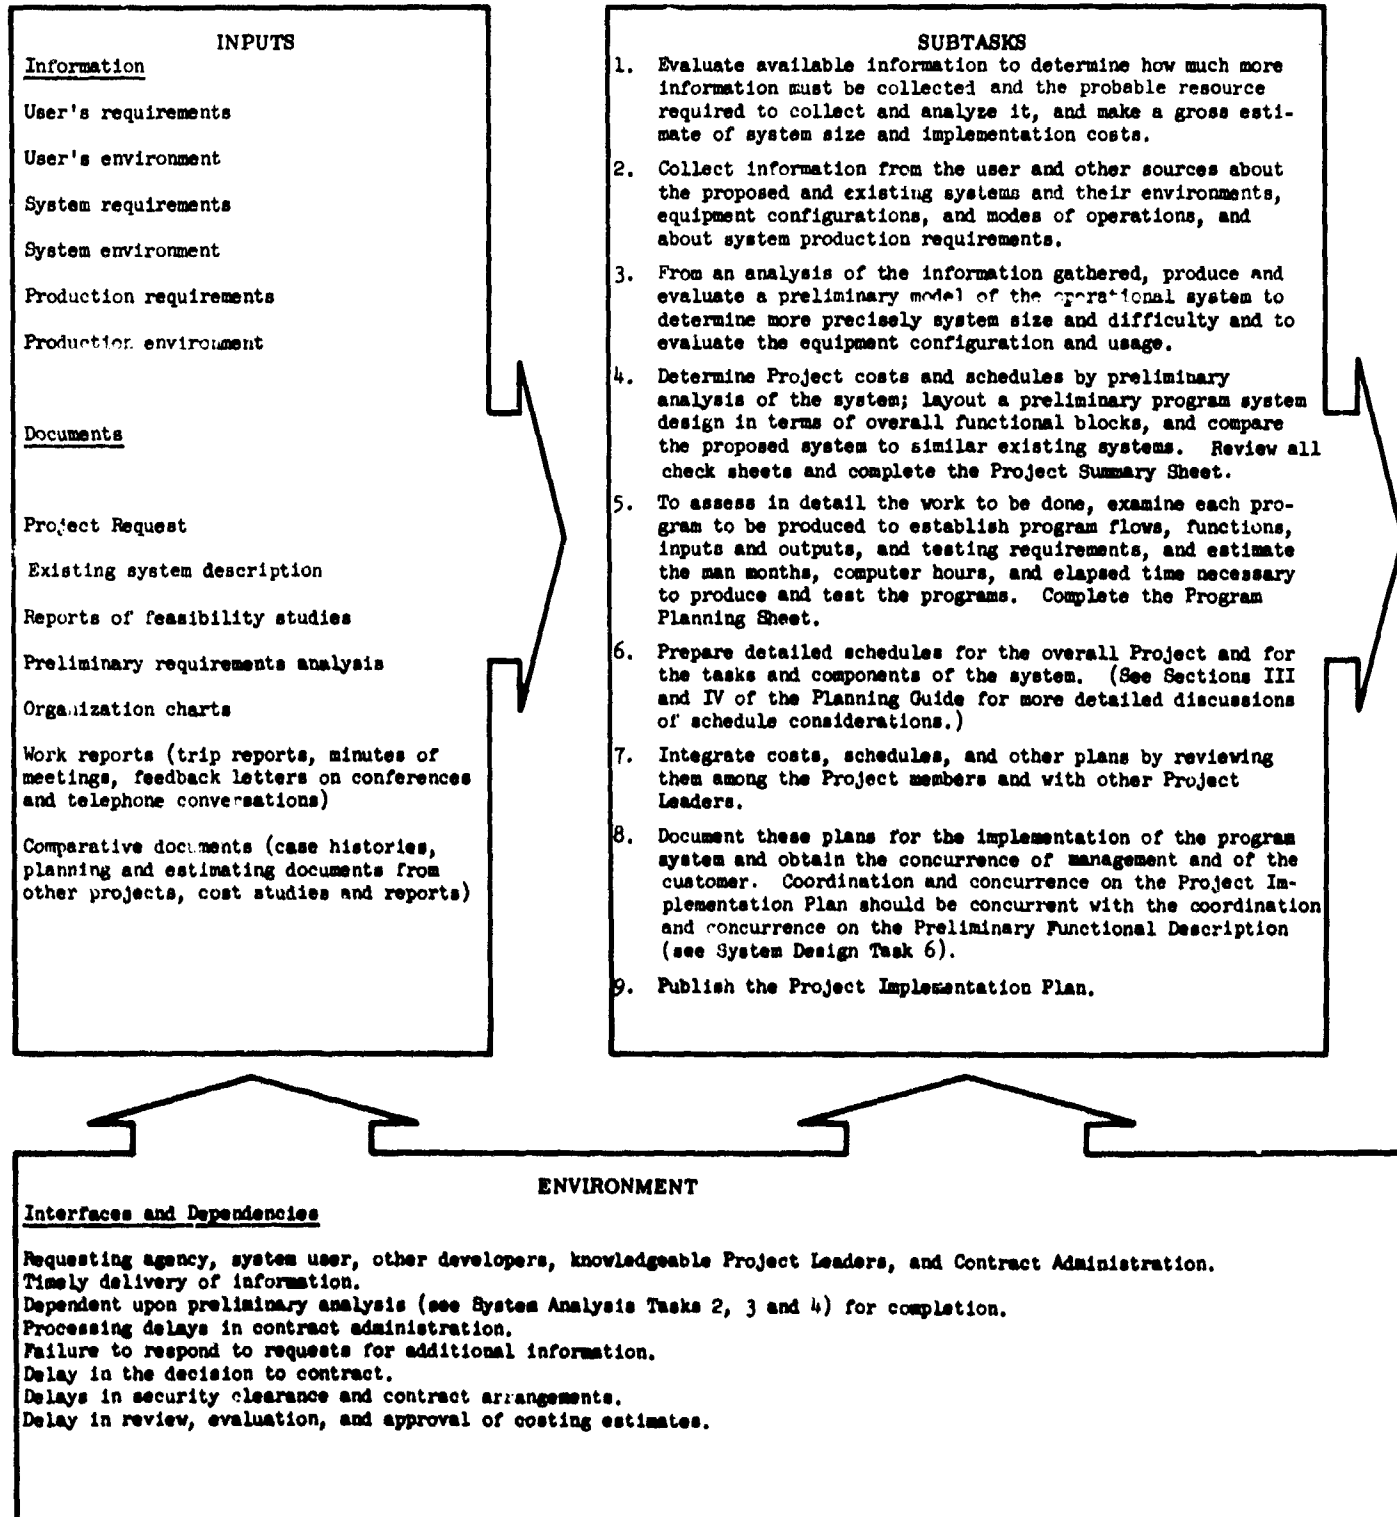 INPUTS
Information
User's requirements
User's environment
System requirements
System environment
Production requirements
Production environment
Documents
Project Request
Existing system description
Reports of feasibility studies
Preliminary requirements analysis
Organization charts
Work reports (trip reports, minutes of
meetings, feedback letters on conferences
and telephone conversations)
Comparative documents (case histories,
planning and estimating documents from
other projects, cost studies and reports)
SUBTASKS
1. Evaluate available information to determine how much more
information must be collected and the probable resource
required to collect and analyze it, and make a gross esti-
mate of system size and implementation costs.
2. Collect information from the user and other sources about
the proposed and existing systems and their environments,
equipment configurations, and modes of operations, and
about system production requirements.
3. From an analysis of the information gathered, produce and
evaluate a preliminary model of the operational system to
determine more precisely system size and difficulty and to
evaluate the equipment configuration and usage.
4. Determine Project costs and schedules by preliminary
analysis of the system; layout a preliminary program system
design in terms of overall functional blocks, and compare
the proposed system to similar existing systems. Review all
check sheets and complete the Project Summary Sheet.
5. To assess in detail the work to be done, examine each pro-
gram to be produced to establish program flows, functions,
inputs and outputs, and testing requirements, and estimate
the man months, computer hours, and elapsed time necessary
to produce and test the programs. Complete the Program
Planning Sheet.
6. Prepare detailed schedules for the overall Project and for
the tasks and components of the system. (See Sections III
and IV of the Planning Guide for more detailed discussions
of schedule considerations.)
7. Integrate costs, schedules, and other plans by reviewing
them among the Project members and with other Project
Leaders.
8. Document these plans for the implementation of the program
system and obtain the concurrence of management and of the
customer. Coordination and concurrence on the Project Im-
plementation Plan should be concurrent with the coordination
and concurrence on the Preliminary Functional Description
(see System Design Task 6).
9. Publish the Project Implementation Plan.
ENVIRONMENT
Interfaces and Dependencies
Requesting agency, system user, other developers, knowledgeable Project Leaders, and Contract Administration.
Timely delivery of information.
Dependent upon preliminary analysis (see System Analysis Tasks 2, 3 and 4) for completion.
Processing delays in contract administration.
Failure to respond to requests for additional information.
Delay in the decision to contract.
Delays in security clearance and contract arrangements.
Delay in review, evaluation, and approval of costing estimates.